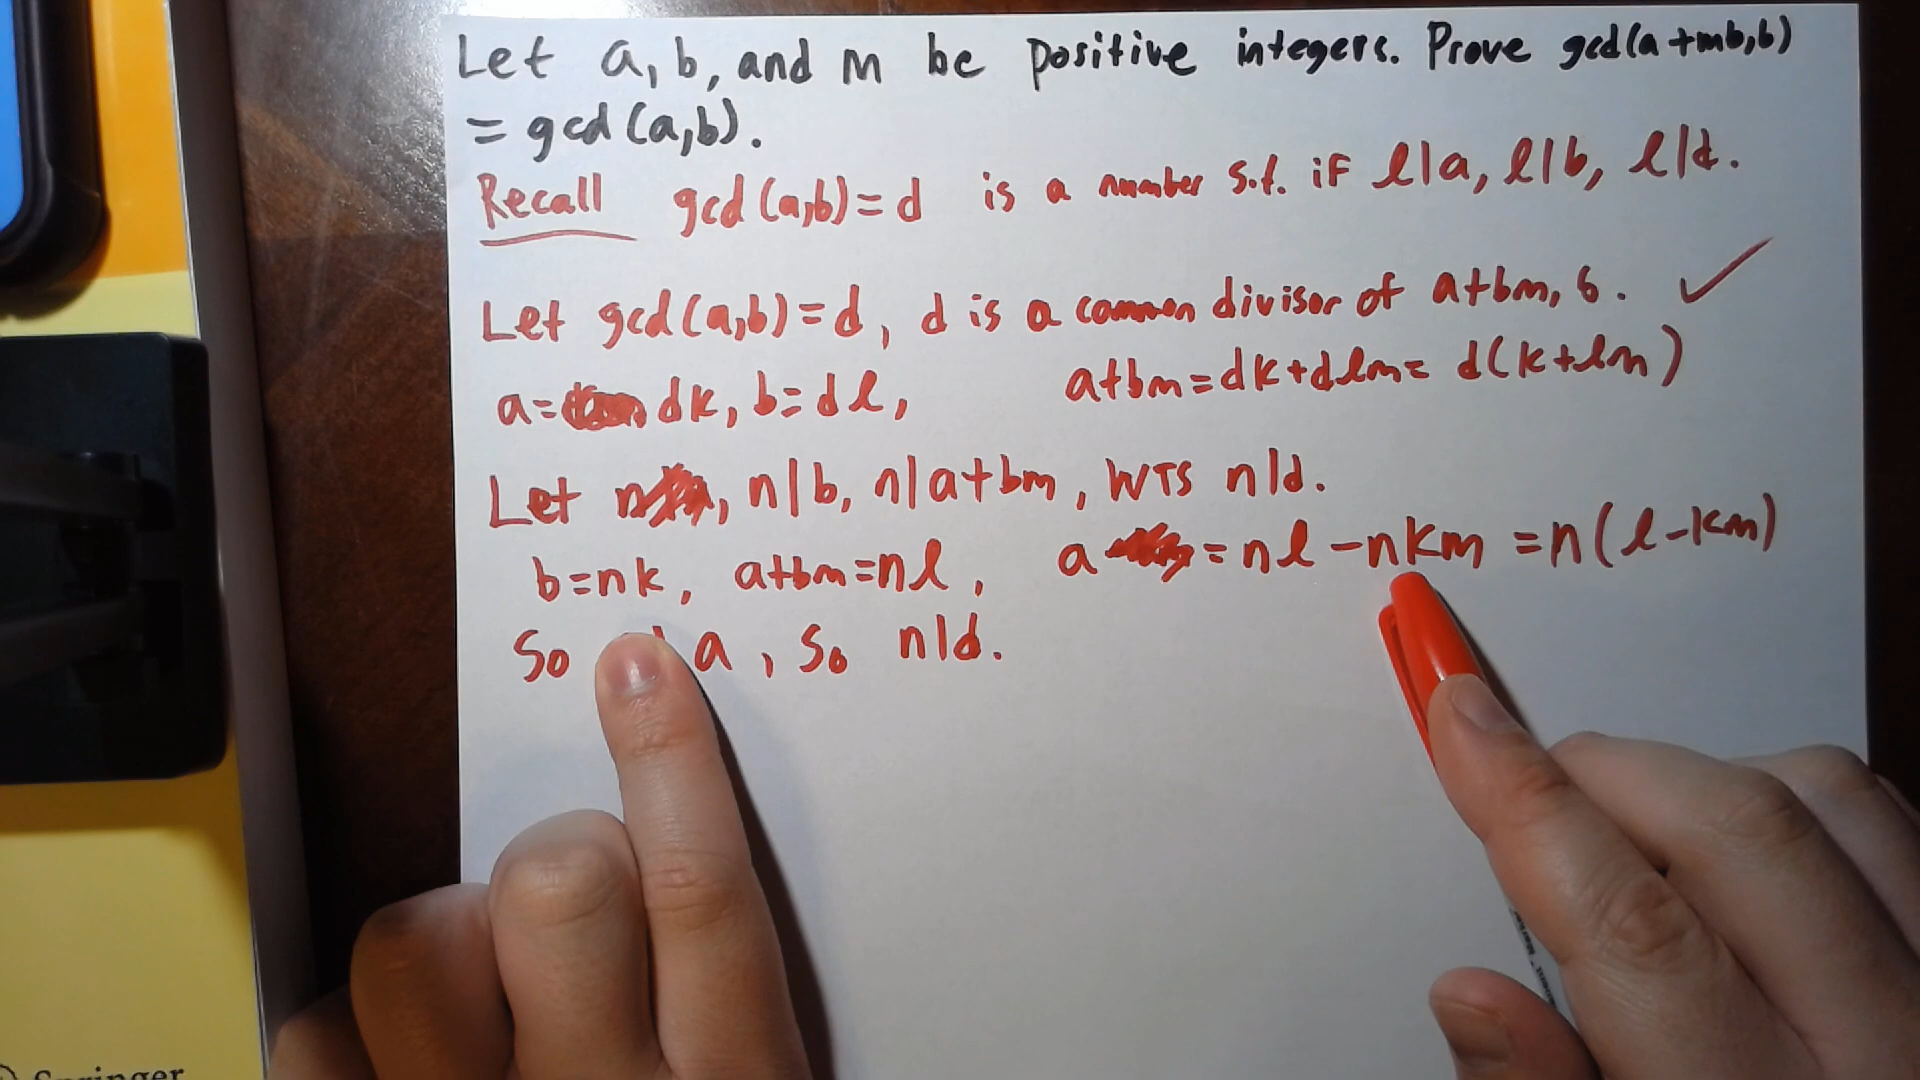 Let a, b, and m be positive integers. Prove gcd(a+mb,b)
= gcd(a,b).
Recall gcd(a,b)=d is a number s.t. if l|a, l|b, l|d.
Let gcd(a,b)=d, d is a common divisor of a+bm, b. ✓
a= dk, b=dl, a+bm=dk+dlm= d(k+lm)
Let n, n|b, n|a+bm, WTS n|d.
b=nk, a+bm=nl, a =nl-nkm=n(l-km)
So a, so n|d.
Springer